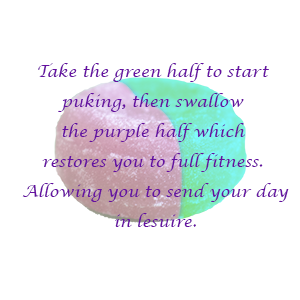 Take the green half to start
puking, then swallow
the purple half which
restores you to full fitness.
Allowing you to send your day
in lesuire.